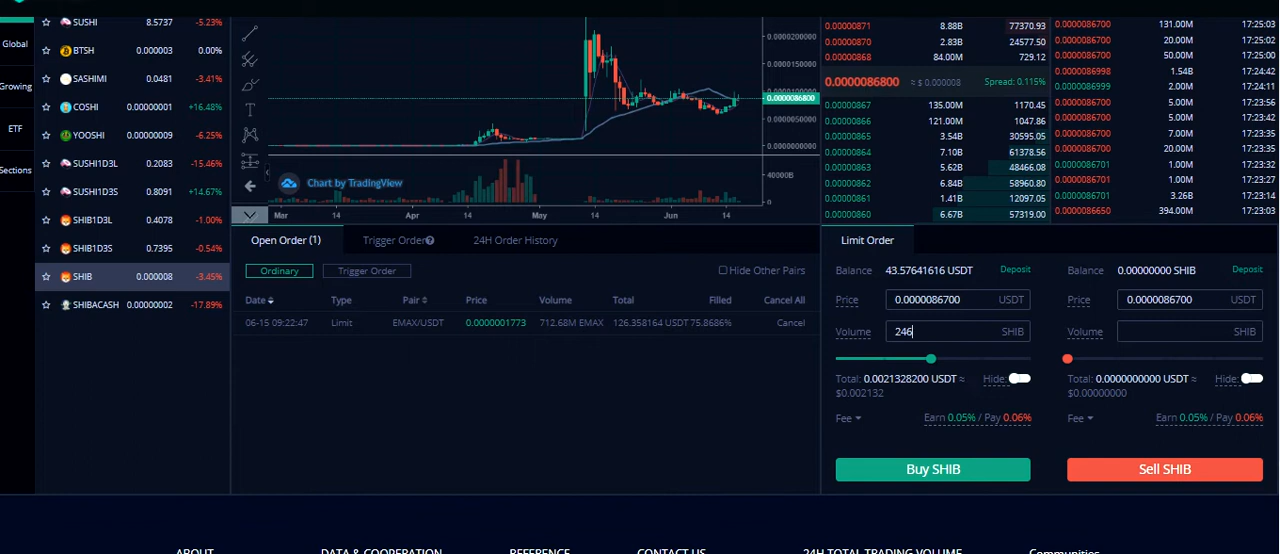 Global
Growing
ETF
Sections
SUSHI 8.5737 -5.23%
BTSH 0.000003 0.00%
SASHIMI 0.0481 -3.41%
COSHI 0.00000001 +16.48%
YOOSHI 0.00000009 -6.25%
SUSHI1D3L 0.2083 -15.46%
SUSHI1D3S 0.8091 +14.67%
SHIB1D3L 0.4078 -1.00%
SHIB1D3S 0.7395 -0.54%
SHIB 0.000008 -3.45%
SHIBACASH 0.00000002 -17.89%
0.0000200000
0.0000150000
0.0000100000
0.0000086800
0.0000050000
0.0000000000
40000B
0
Chart by TradingView
Mar 14 Apr 14 May 14 Jun 14
0.00000871 8.88B 77370.93
0.00000870 2.83B 24577.50
0.00000868 84.00M 729.12
0.0000086800 ≈ $ 0.000008 Spread: 0.115%
0.00000867 135.00M 1170.45
0.00000866 121.00M 1047.86
0.00000865 3.54B 30595.05
0.00000864 7.10B 61378.56
0.00000863 5.62B 48466.08
0.00000862 6.84B 58960.80
0.00000861 1.41B 12097.05
0.00000860 6.67B 57319.00
0.0000086700 131.00M 17:25:03
0.0000086700 20.00M 17:25:02
0.0000086700 50.00M 17:25:00
0.0000086998 1.54B 17:24:42
0.0000086999 2.00M 17:24:11
0.0000086700 5.00M 17:23:56
0.0000086700 5.00M 17:23:42
0.0000086700 7.00M 17:23:35
0.0000086700 20.00M 17:23:35
0.0000086701 1.00M 17:23:32
0.0000086701 1.00M 17:23:27
0.0000086701 3.26B 17:23:14
0.0000086650 394.00M 17:23:03
Open Order (1) Trigger Order 24H Order History
Ordinary Trigger Order Hide Other Pairs
Date Type Pair Price Volume Total Filled Cancel All
06-15 09:22:47 Limit EMAX/USDT 0.0000001773 712.68M EMAX 126.358164 USDT 75.8686% Cancel
Limit Order
Balance 43.57641616 USDT Deposit
Price 0.0000086700 USDT
Volume 246 SHIB
Total: 0.0021328200 USDT ≈ Hide:
$0.002132
Fee Earn 0.05% / Pay 0.06%
Buy SHIB
Balance 0.00000000 SHIB Deposit
Price 0.0000086700 USDT
Volume SHIB
Total: 0.0000000000 USDT ≈ Hide:
$0.00000000
Fee Earn 0.05% / Pay 0.06%
Sell SHIB
ABOUT DATA & COOPERATION REFERENCE CONTACT US 24H TOTAL TRADING VOLUME Communities